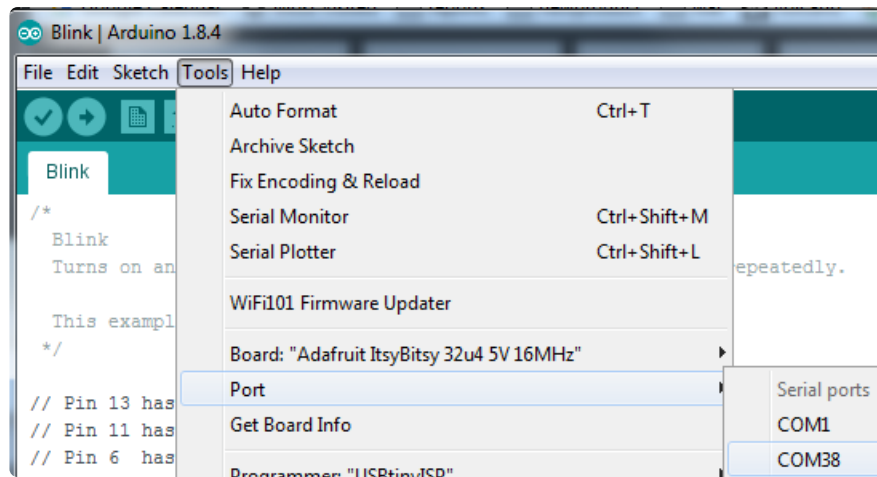 Blink | Arduino 1.8.4
File Edit Sketch Tools Help
Auto Format Ctrl+T
Archive Sketch
Fix Encoding & Reload
Serial Monitor Ctrl+Shift+M
Serial Plotter Ctrl+Shift+L
WiFi101 Firmware Updater
Board: "Adafruit ItsyBitsy 32u4 5V 16MHz"
Port
Get Board Info
Programmer: "USBtinyISP"
Serial ports
COM1
COM38
Blink
/*
Blink
Turns on an epeatedly.
This exampl
*/
// Pin 13 has
// Pin 11 has
// Pin 6 has